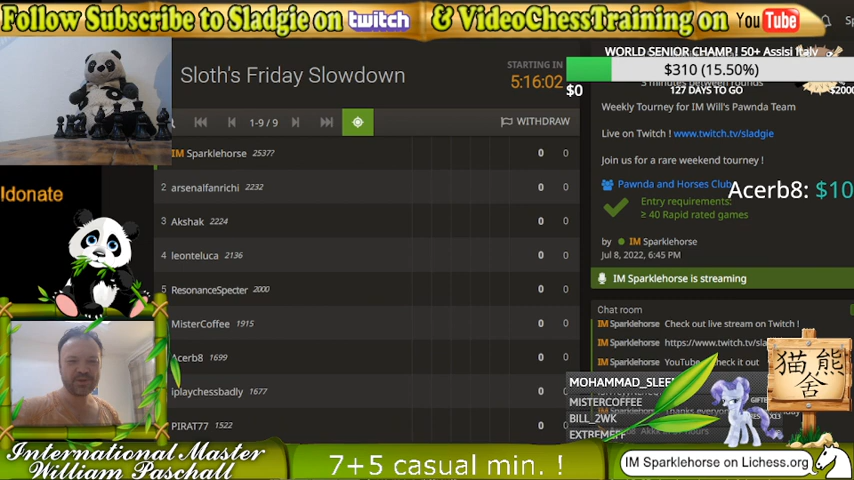 Follow Subscribe to Sladgie on twitch & VideoChessTraining on YouTube
Sloth's Friday Slowdown
STARTING IN
5:16:02
1-9 / 9
WITHDRAW
IM Sparklehorse 2537? 0 0
2 arsenalfanrichi 2232 0 0
3 Akshak 2224 0 0
4 leonteluca 2136 0 0
5 ResonanceSpecter 2000 0 0
MisterCoffee 1915 0 0
Acerb8 1699 0 0
iplaychessbadly 1677 0 0
PIRAT77 1522 0 0
!donate
WORLD SENIOR CHAMP ! 50+ Assisi Italy
$310 (15.50%)
$0
127 DAYS TO GO
$2000
Weekly Tourney for IM Will's Pawnda Team
Live on Twitch ! www.twitch.tv/sladgie
Join us for a rare weekend tourney !
Pawnda and Horses Club
Acerb8: $10
Entry requirements:
≥ 40 Rapid rated games
by IM Sparklehorse
Jul 8, 2022, 6:45 PM
IM Sparklehorse is streaming
Chat room
IM Sparklehorse Check out live stream on Twitch !
IM Sparklehorse https://www.twitch.tv/sla
IM Sparklehorse YouTube
MOHAMMAD_SLEE
MISTERCOFFEE
BILL_2WK
EXTREMEFF
猫熊
舍
International Master
William Paschall
7+5 casual min. !
IM Sparklehorse on Lichess.org